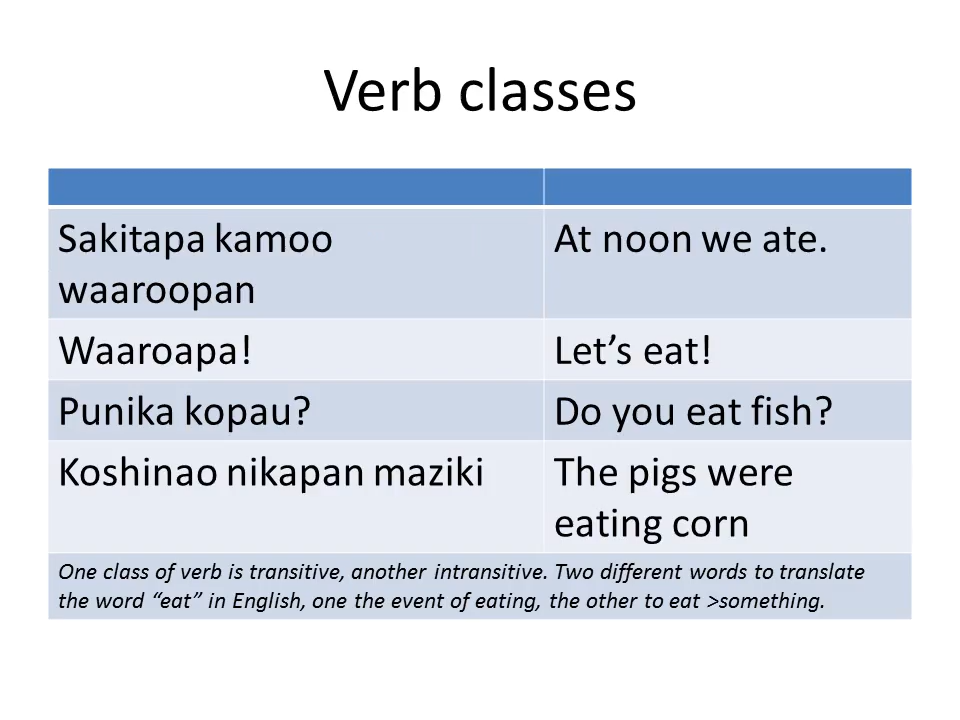 Verb classes
Sakitapa kamoo
waaroopan
At noon we ate.
Waaroapa!
Let’s eat!
Punika kopau?
Do you eat fish?
Koshinao nikapan maziki
The pigs were
eating corn
One class of verb is transitive, another intransitive. Two different words to translate
the word “eat” in English, one the event of eating, the other to eat >something.